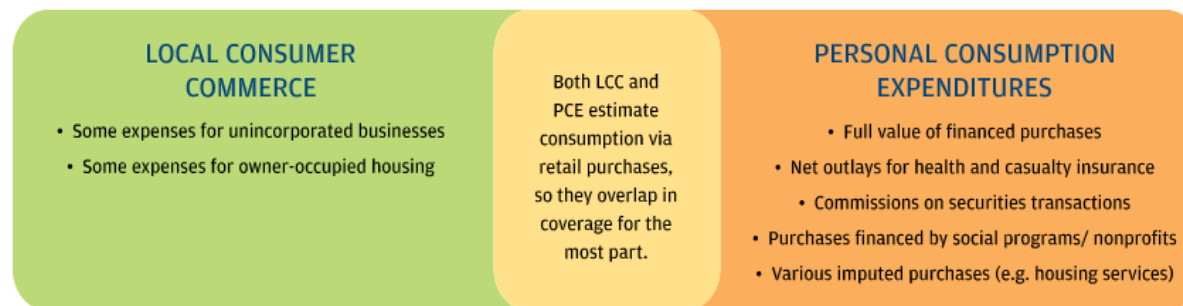 LOCAL CONSUMER
COMMERCE
• Some expenses for unincorporated businesses
• Some expenses for owner-occupied housing
Both LCC and
PCE estimate
consumption via
retail purchases,
so they overlap in
coverage for the
most part.
PERSONAL CONSUMPTION
EXPENDITURES
• Full value of financed purchases
• Net outlays for health and casualty insurance
• Commissions on securities transactions
• Purchases financed by social programs/ nonprofits
• Various imputed purchases (e.g. housing services)